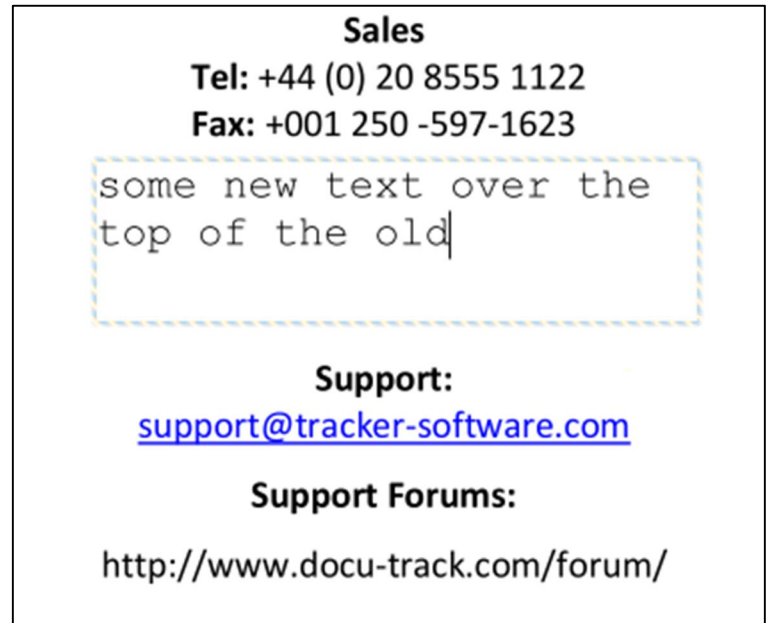 Sales
Tel: +44 (0) 20 8555 1122
Fax: +001 250 -597-1623
some new text over the
top of the old
Support:
support@tracker-software.com
Support Forums:
http://www.docu-track.com/forum/